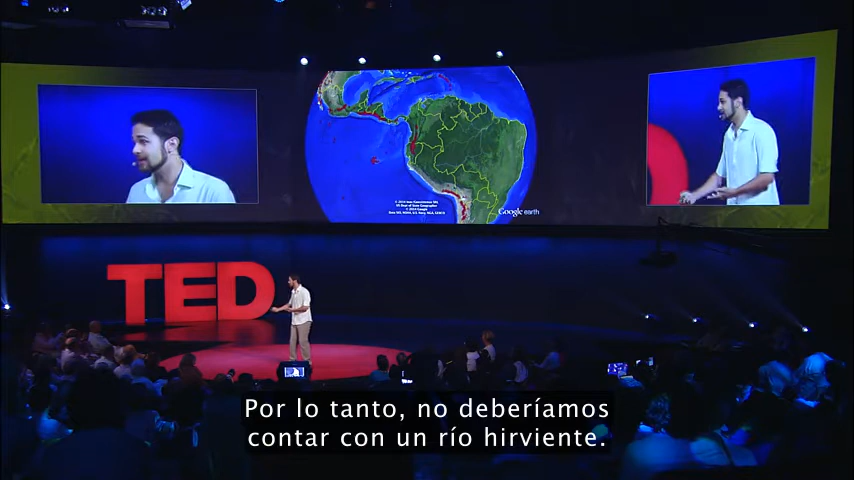 Google earth
TED
Por lo tanto, no deberíamos
contar con un río hirviente.